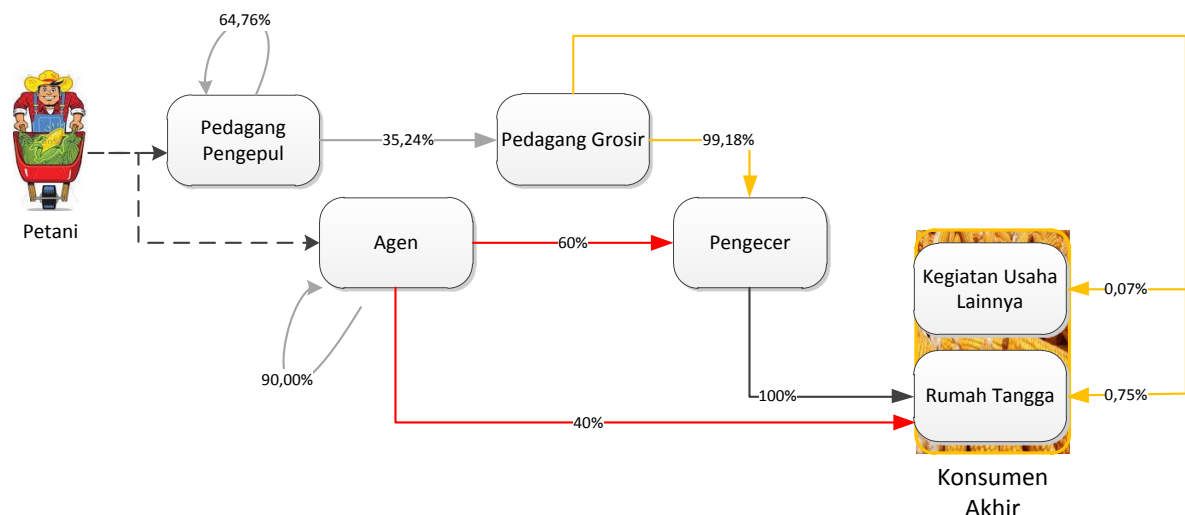 64,76%
Pedagang
Pengepul
35,24%
Pedagang Grosir
99,18%
Petani
Agen
60%
Pengecer
Kegiatan Usaha
Lainnya
0,07%
90,00%
100%
Rumah Tangga
0,75%
40%
Konsumen
Akhir